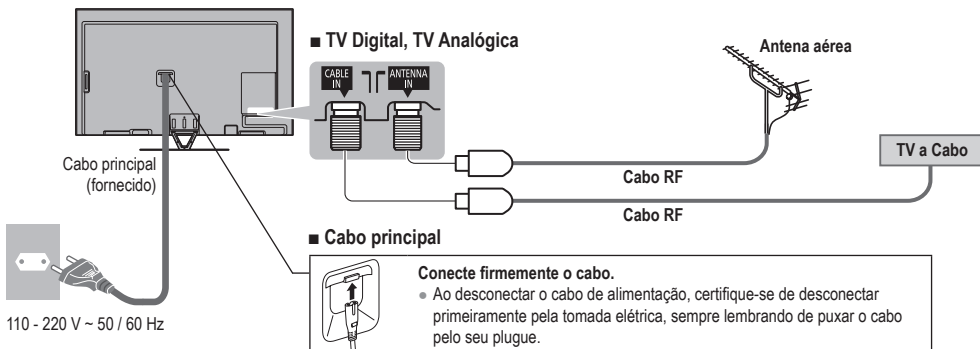 ■ TV Digital, TV Analógica
CABLE
IN
ANTENNA
IN
Antena aérea
TV a Cabo
Cabo RF
Cabo RF
Cabo principal
(fornecido)
110 - 220 V ~ 50 / 60 Hz
■ Cabo principal
Conecte firmemente o cabo.
● Ao desconectar o cabo de alimentação, certifique-se de desconectar
primeiramente pela tomada elétrica, sempre lembrando de puxar o cabo
pelo seu plugue.